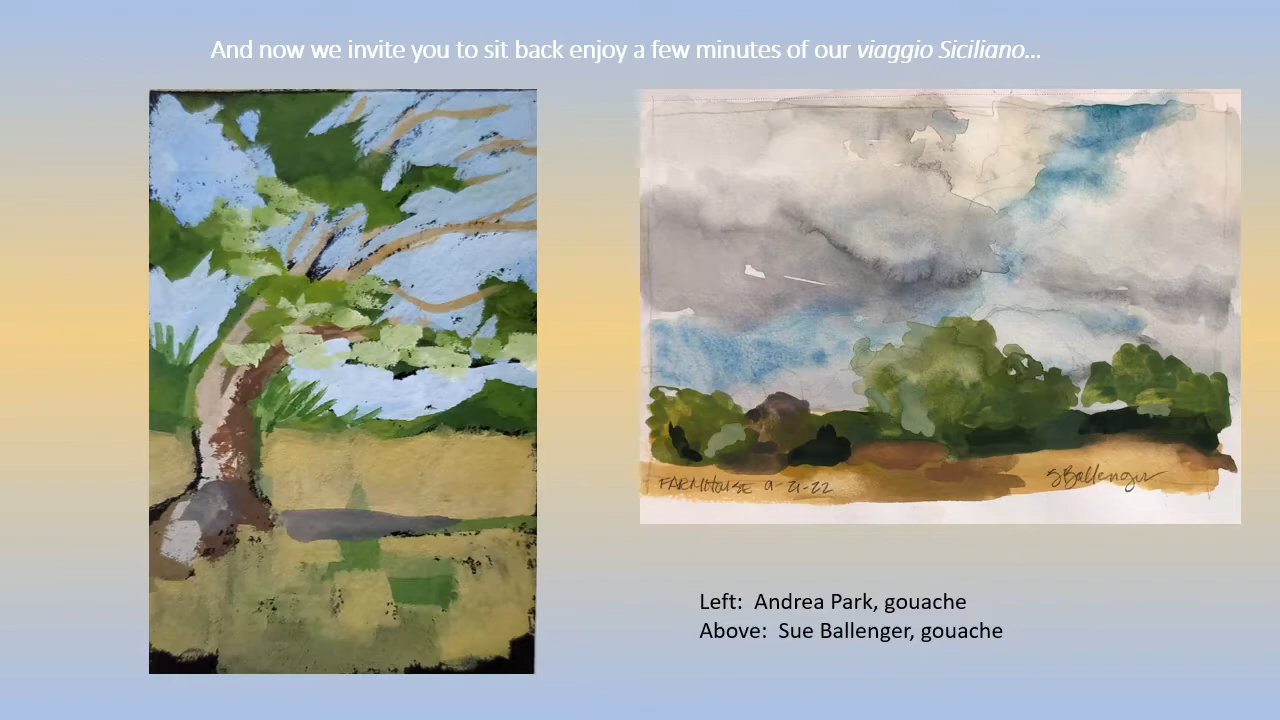 And now we invite you to sit back enjoy a few minutes of our viaggio Siciliano...
FARMHOUSE 9-21-22
SBallenger
Left:  Andrea Park, gouache
Above:  Sue Ballenger, gouache